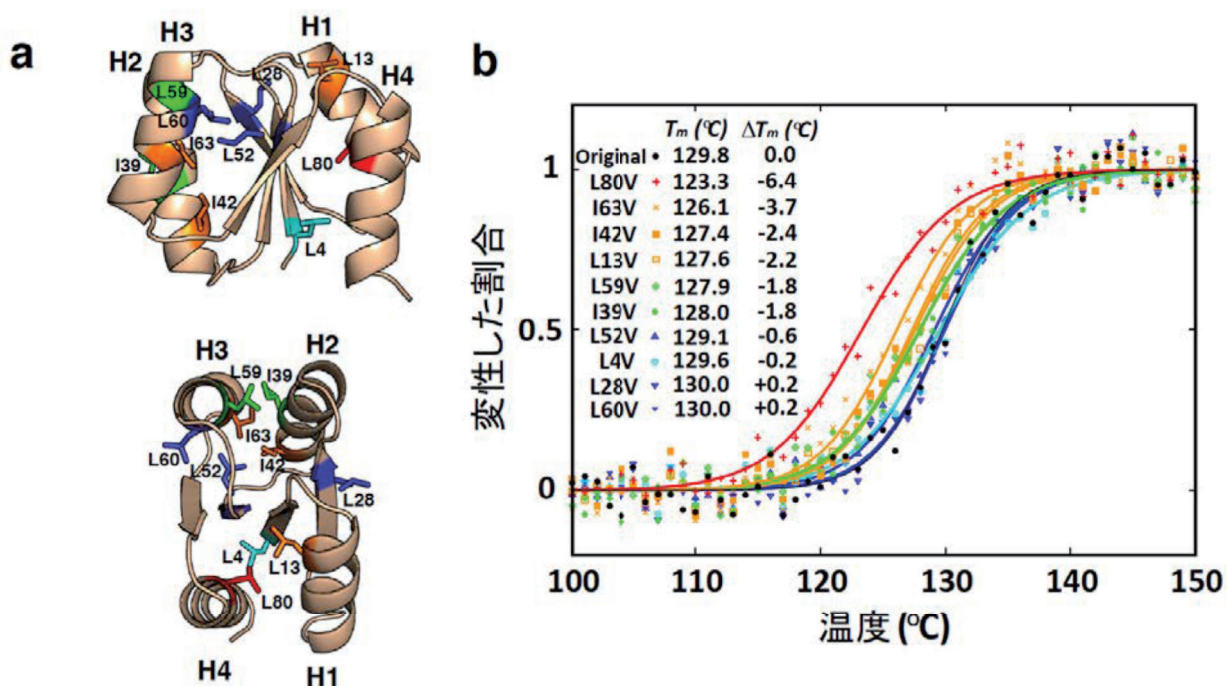 a
H3
H1
H2
L13
H4
L28
L59
L60
I63
L52
L80
I39
I42
L4
H3
H2
L59 I39
I63
L60
I42
L52
L28
L4
L13
L80
H4
H1
b
Tm (°C) ΔTm (°C)
Original • 129.8 0.0
L80V 123.3 -6.4
I63V 126.1 -3.7
I42V 127.4 -2.4
L13V 127.6 -2.2
L59V 127.9 -1.8
I39V 128.0 -1.8
L52V 129.1 -0.6
L4V 129.6 -0.2
L28V 130.0 +0.2
L60V 130.0 +0.2
1
0.5
0
変性した割合
100 110 120 130 140 150
温度 (°C)